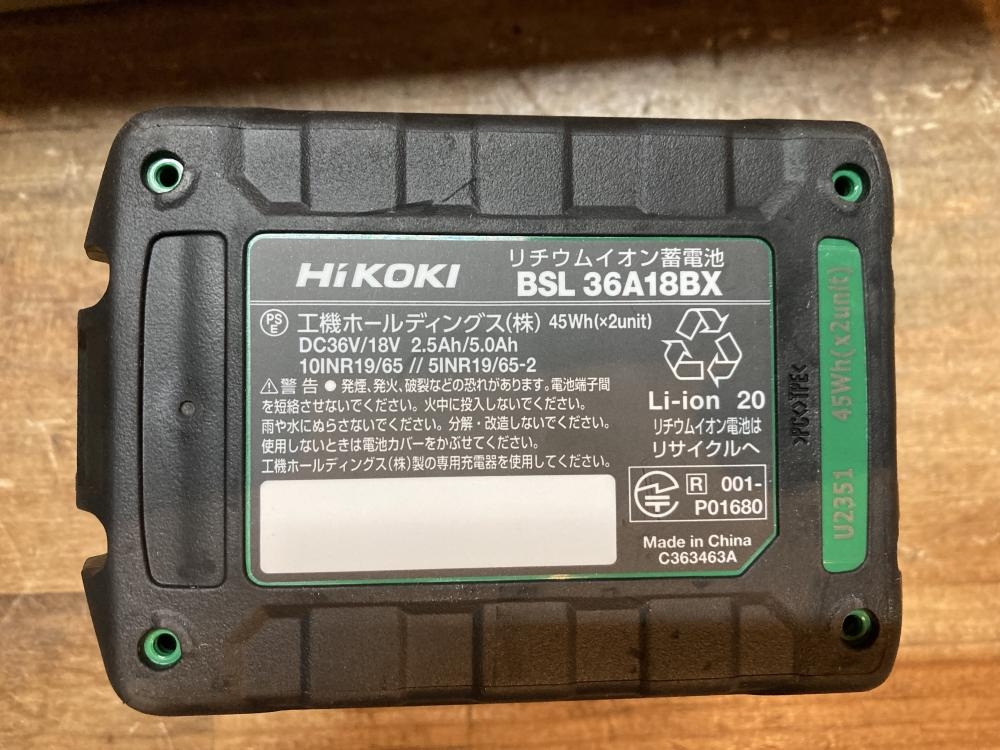 HiKOKI
リチウムイオン蓄電池
BSL 36A18BX
PS
E
工機ホールディングス(株) 45Wh(×2unit)
DC36V/18V 2.5Ah/5.0Ah
10INR19/65 // 5INR19/65-2
⚠警告 ● 発煙、発火、破裂などの恐れがあります。電池端子間
を短絡させないでください。火中に投入しないでください。
雨や水にぬらさないでください。分解・改造しないでください。
使用しないときは電池カバーをかぶせてください。
工機ホールディングス(株)製の専用充電器を使用してください。
Li-ion 20
リチウムイオン電池は
リサイクルへ
R 001-
P01680
Made in China
C363463A
U2351 45Wh(x2unit)